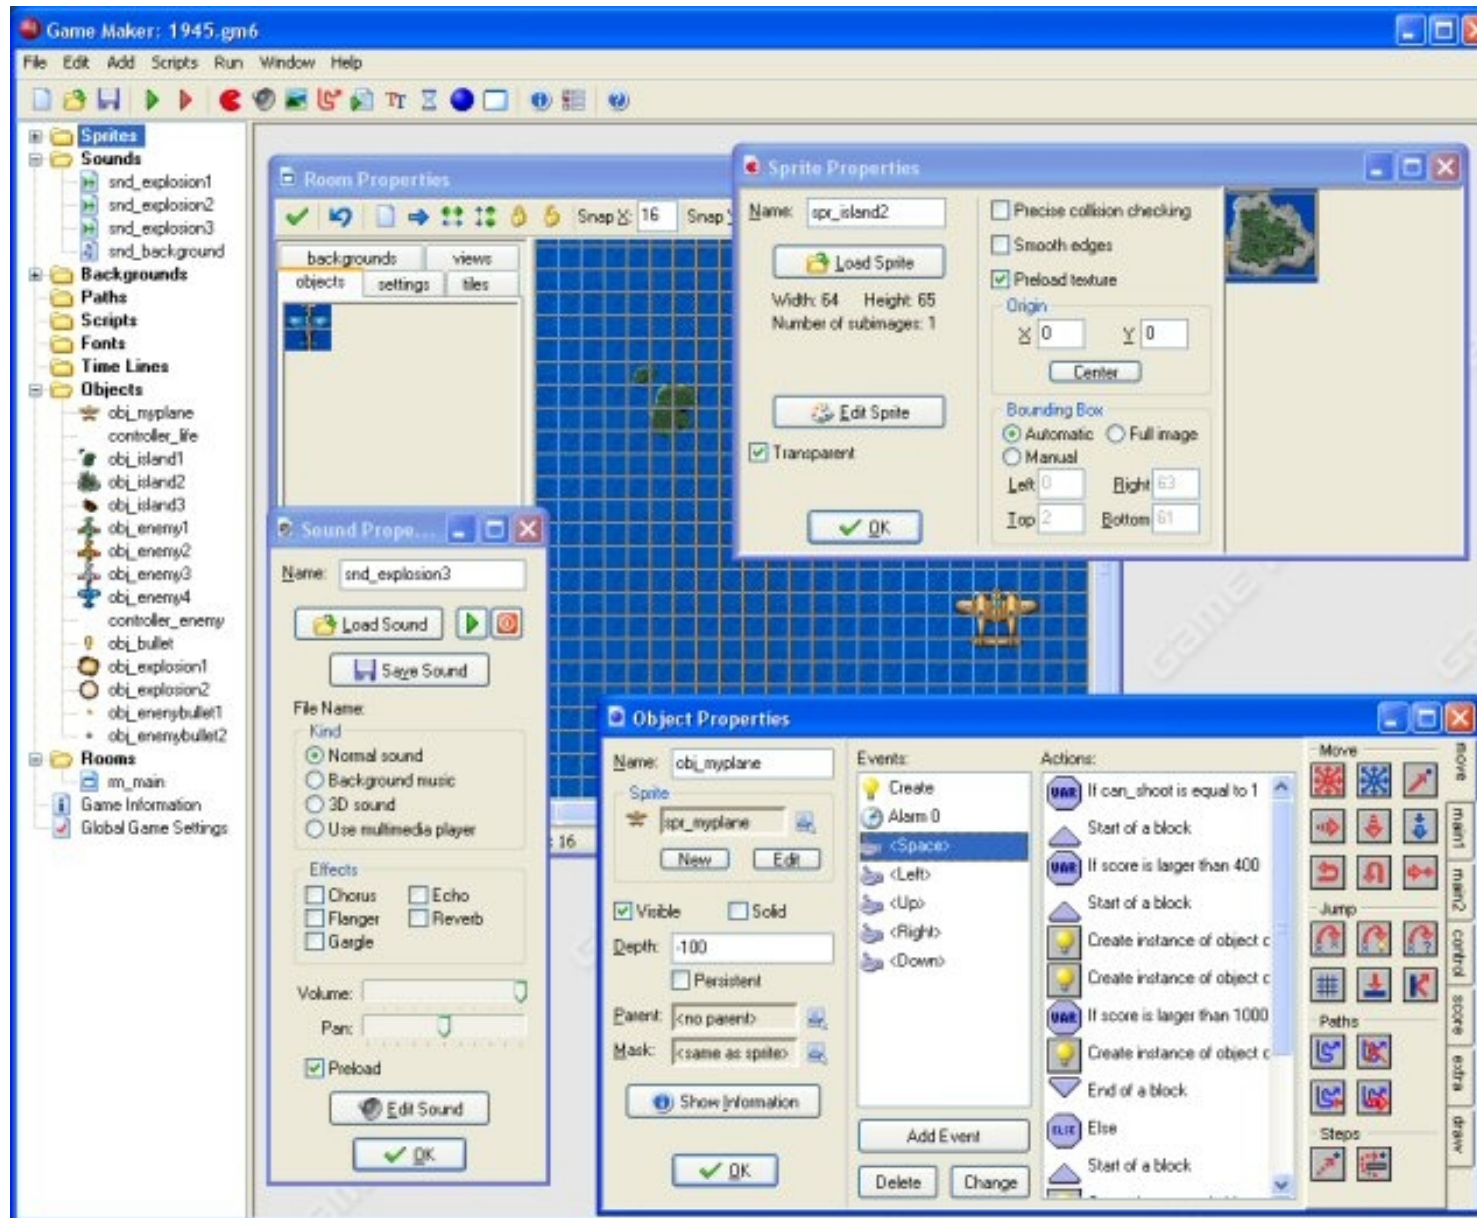 Game Maker: 1945.gm6
File Edit Add Scripts Run Window Help
Sprites
Sounds
snd_explosion1
snd_explosion2
snd_explosion3
snd_background
Backgrounds
Paths
Scripts
Fonts
Time Lines
Objects
obj_myplane
controller_life
obj_island1
obj_island2
obj_island3
obj_enemy1
obj_enemy2
obj_enemy3
obj_enemy4
controller_enemy
obj_bullet
obj_explosion1
obj_explosion2
obj_enemybullet1
obj_enemybullet2
Rooms
rm_main
Game Information
Global Game Settings
Room Properties
Snap X: 16 Snap
backgrounds views
objects settings tiles
: 16
Sprite Properties
Name: spr_island2
Load Sprite
Width: 64 Height: 65
Number of subimages: 1
Edit Sprite
Transparent
OK
Precise collision checking
Smooth edges
Preload texture
Origin
X 0 Y 0
Center
Bounding Box
Automatic Full image
Manual
Left 0 Right 63
Top 2 Bottom 61
Sound Prope...
Name: snd_explosion3
Load Sound
Save Sound
File Name:
Kind
Normal sound
Background music
3D sound
Use multimedia player
Effects
Chorus Echo
Flanger Reverb
Gargle
Volume:
Pan:
Preload
Edit Sound
OK
Object Properties
Name: obj_myplane
Sprite
spr_myplane
New Edit
Visible Solid
Depth: -100
Persistent
Parent: <no parent>
Mask: <same as sprite>
Show Information
OK
Events:
Create
Alarm 0
<Space>
<Left>
<Up>
<Right>
<Down>
Add Event
Delete Change
Actions:
VAR If can_shoot is equal to 1
Start of a block
VAR If score is larger than 400
Start of a block
Create instance of object c
Create instance of object c
VAR If score is larger than 1000
Create instance of object c
End of a block
ELSE Else
Start of a block
Move
Jump
Paths
Steps
move
main1
main2
control
score
extra
draw